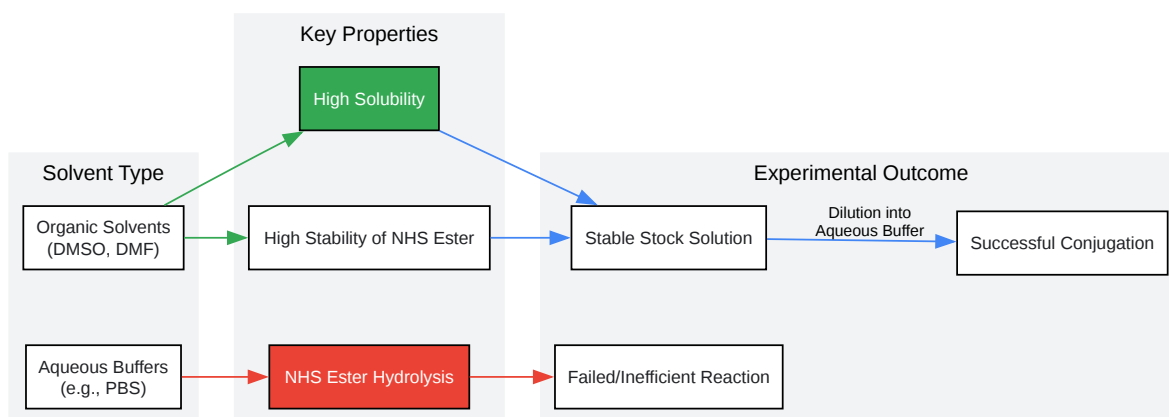 Key Properties
High Solubility
Solvent Type
Experimental Outcome
Organic Solvents
(DMSO, DMF)
High Stability of NHS Ester
Stable Stock Solution
Dilution into
Aqueous Buffer
Successful Conjugation
Aqueous Buffers
(e.g., PBS)
NHS Ester Hydrolysis
Failed/Inefficient Reaction